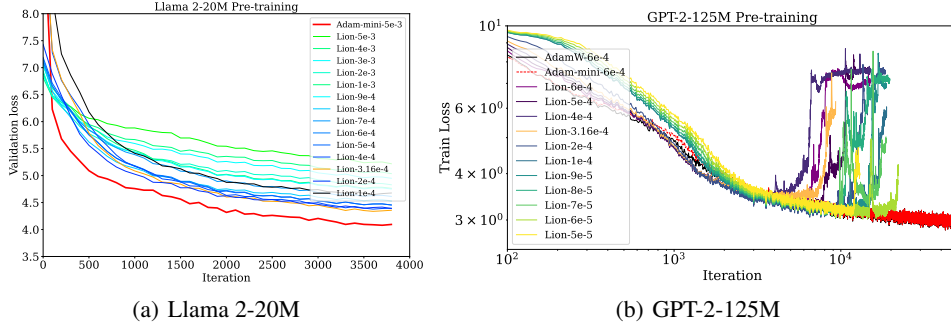 Llama 2-20M Pre-training
8.0
7.5
7.0
6.5
6.0
5.5
5.0
4.5
4.0
3.5
Validation loss
0
500
1000
1500
2000
2500
3000
3500
4000
Iteration
Adam-mini-5e-3
Lion-5e-3
Lion-4e-3
Lion-3e-3
Lion-2e-3
Lion-1e-3
Lion-9e-4
Lion-8e-4
Lion-7e-4
Lion-6e-4
Lion-5e-4
Lion-4e-4
Lion-3.16e-4
Lion-2e-4
Lion-1e-4
(a) Llama 2-20M
GPT-2-125M Pre-training
10¹
6 × 10⁰
4 × 10⁰
3 × 10⁰
Train Loss
10²
10³
10⁴
Iteration
AdamW-6e-4
Adam-mini-6e-4
Lion-6e-4
Lion-5e-4
Lion-4e-4
Lion-3.16e-4
Lion-2e-4
Lion-1e-4
Lion-9e-5
Lion-8e-5
Lion-7e-5
Lion-6e-5
Lion-5e-5
(b) GPT-2-125M